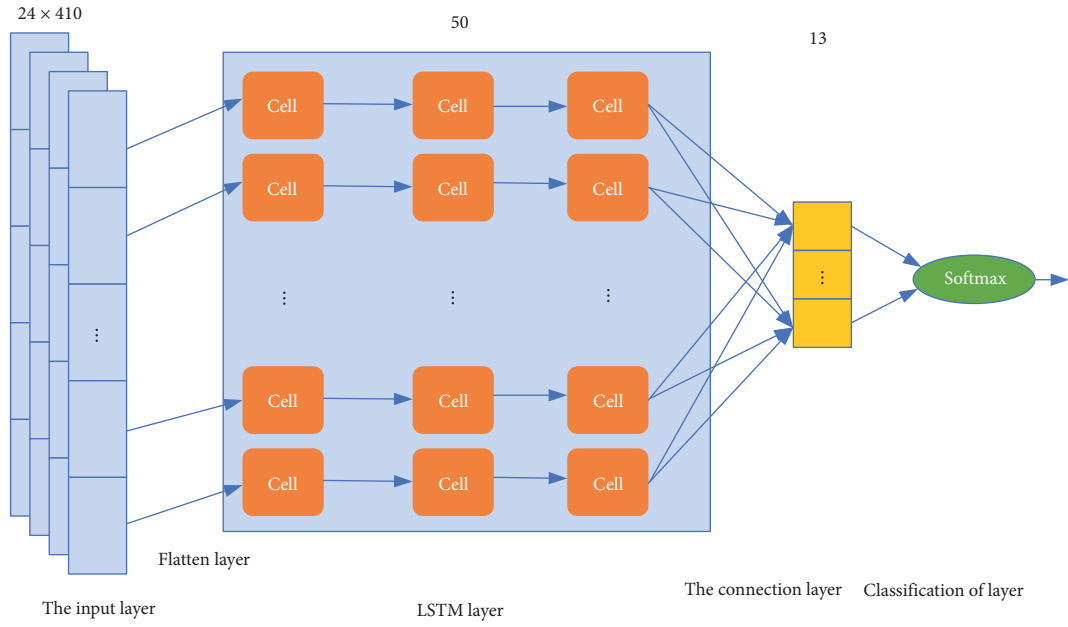 24 × 410
50
13
Cell
Cell
Cell
Cell
Cell
Cell
⋮
⋮
⋮
⋮
⋮
Softmax
Cell
Cell
Cell
Cell
Cell
Cell
Flatten layer
The input layer
LSTM layer
The connection layer
Classification of layer